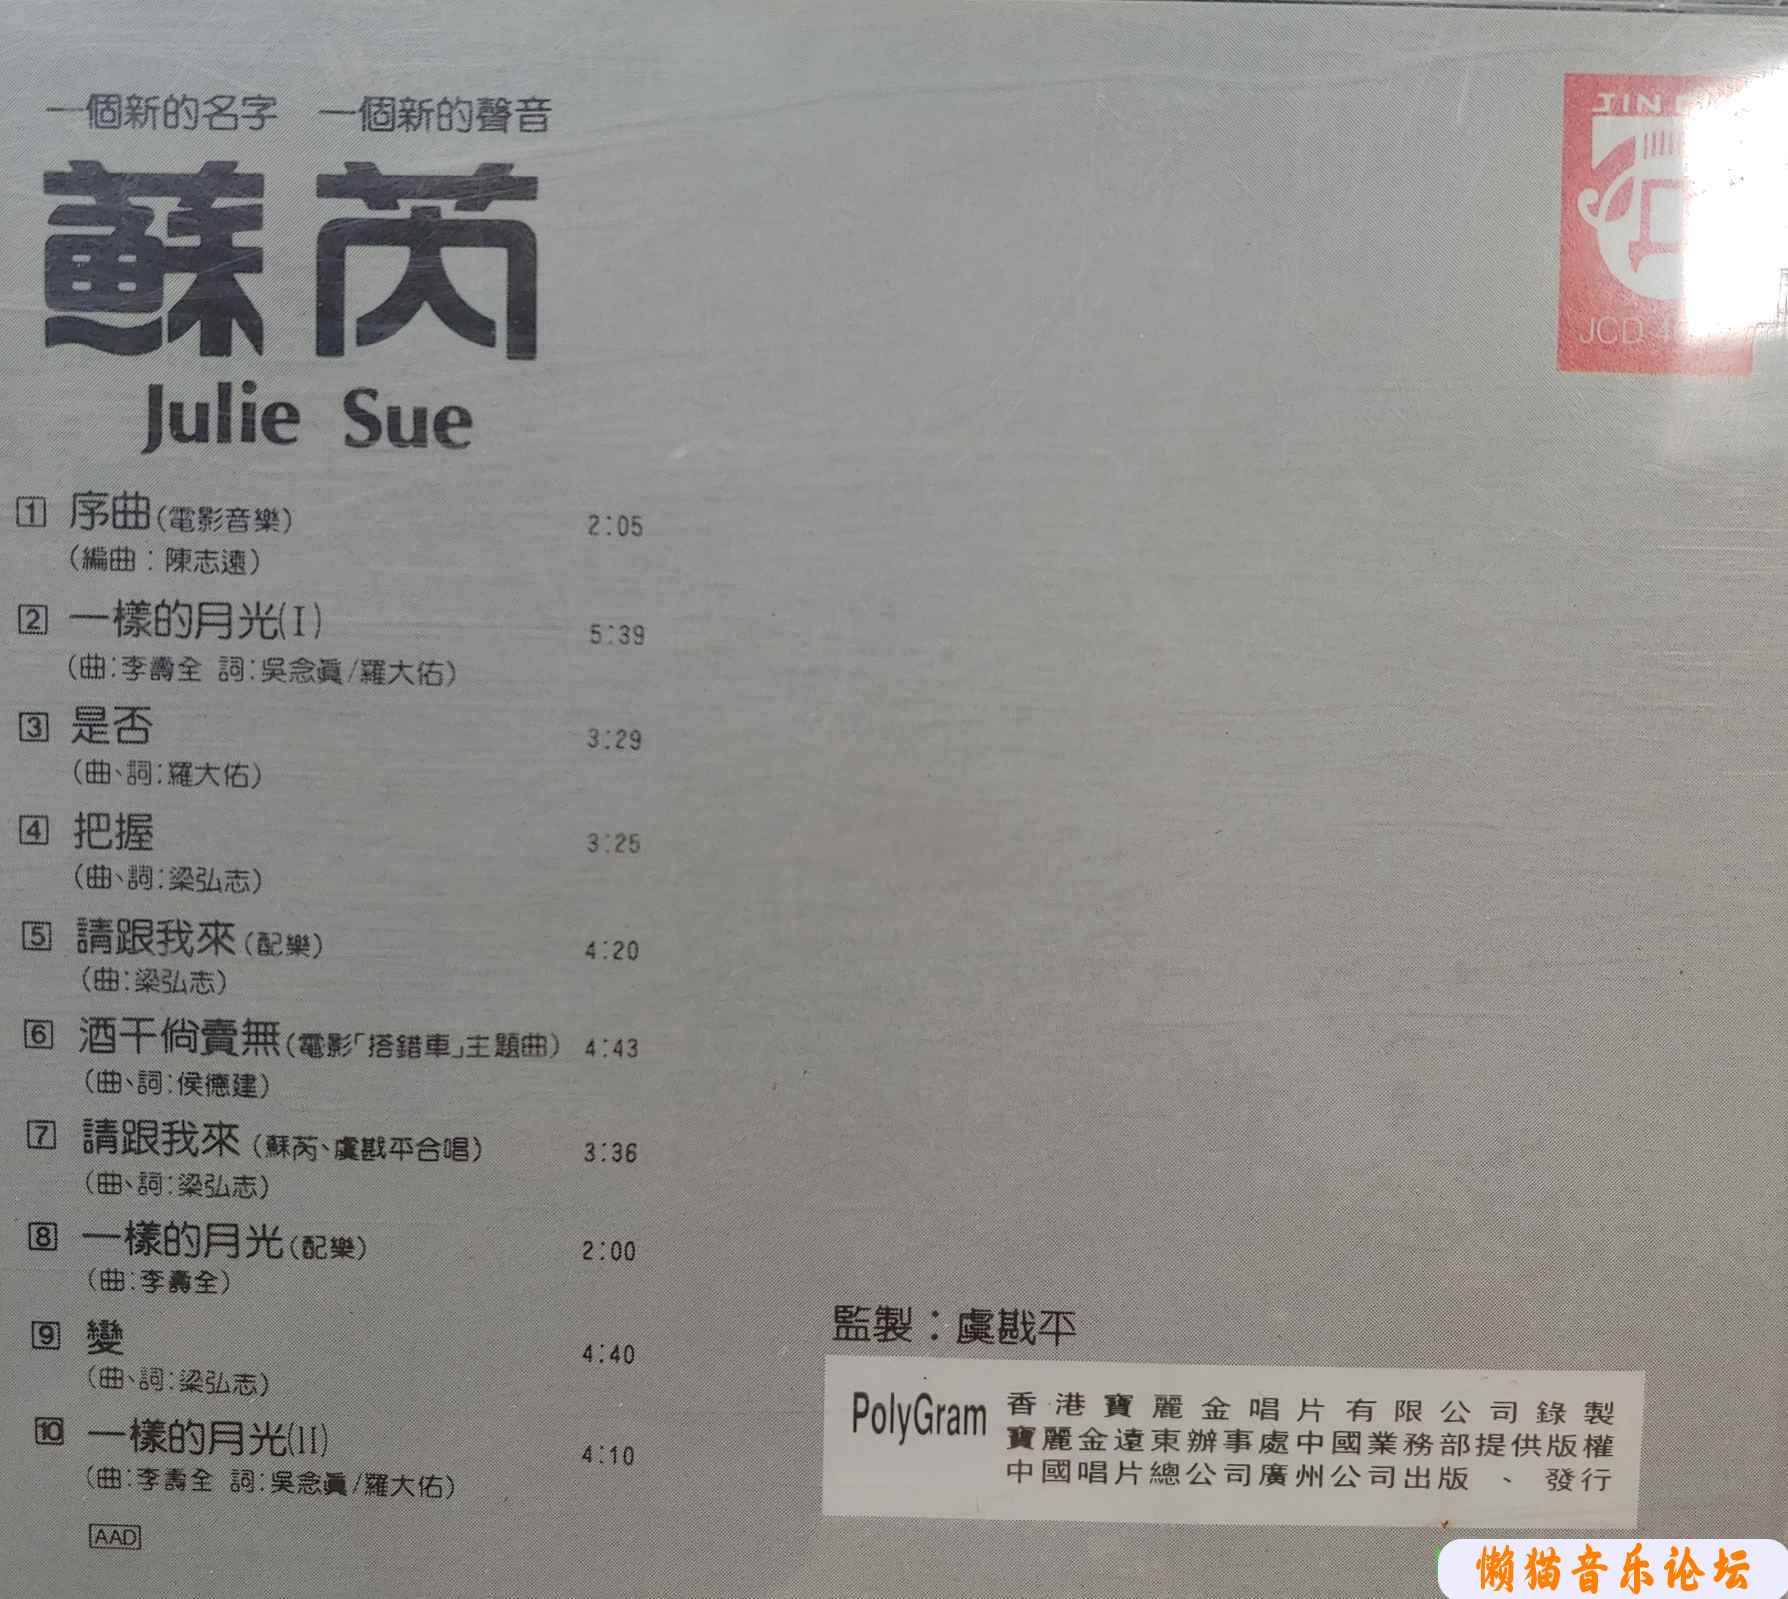 一個新的名字 一個新的聲音
蘇芮
Julie Sue
JIN
JCD
1 序曲(電影音樂) 2:05
(編曲:陳志遠)
2 一樣的月光(I) 5:39
(曲:李壽全 詞:吳念眞/羅大佑)
3 是否 3:29
(曲、詞:羅大佑)
4 把握 3:25
(曲、詞:梁弘志)
5 請跟我來(配樂) 4:20
(曲:梁弘志)
6 酒干倘賣無(電影「搭錯車」主題曲) 4:43
(曲、詞:侯德建)
7 請跟我來(蘇芮、虞戡平合唱) 3:36
(曲、詞:梁弘志)
8 一樣的月光(配樂) 2:00
(曲:李壽全)
9 變 4:40
(曲、詞:梁弘志)
10 一樣的月光(II) 4:10
(曲:李壽全 詞:吳念眞/羅大佑)
AAD
監製:虞戡平
PolyGram 香港寶麗金唱片有限公司錄製
寶麗金遠東辦事處中國業務部提供版權
中國唱片總公司廣州公司出版、發行
懒猫音乐论坛